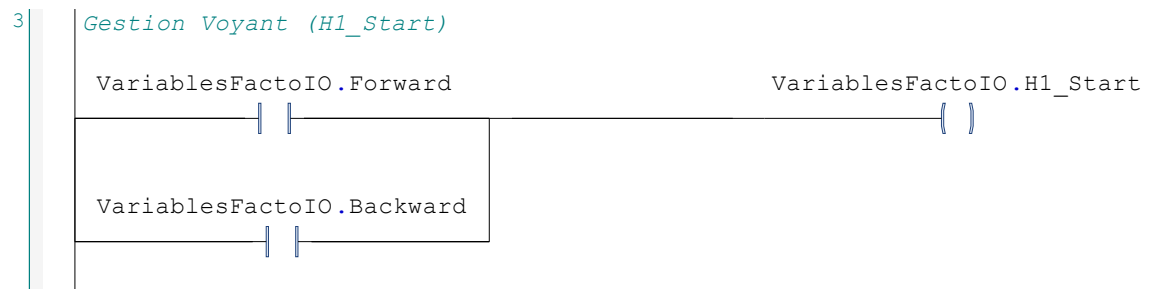 3
Gestion Voyant (H1_Start)
VariablesFactoIO.Forward
VariablesFactoIO.H1_Start
VariablesFactoIO.Backward